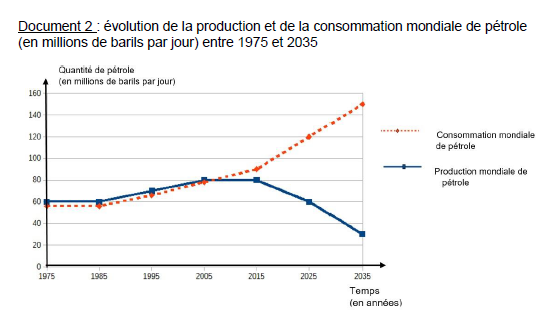 Document 2 : évolution de la production et de la consommation mondiale de pétrole
(en millions de barils par jour) entre 1975 et 2035
Quantité de pétrole
(en millions de barils par jour)
160
140
120
100
80
60
40
20
0
1975 1985 1995 2005 2015 2025 2035
Temps
(en années)
Consommation mondiale
de pétrole
Production mondiale de
pétrole